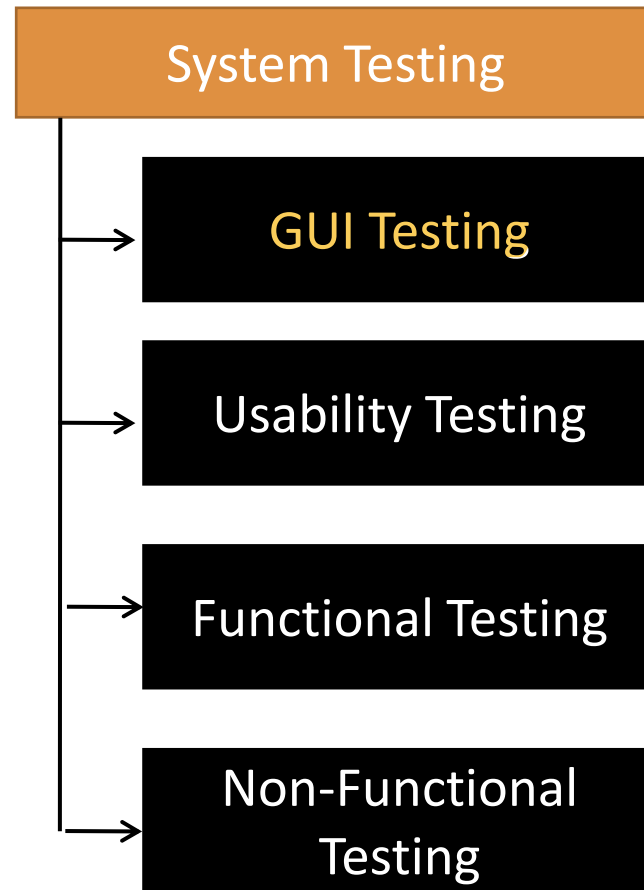 System Testing
GUI Testing
Usability Testing
Functional Testing
Non-Functional
Testing